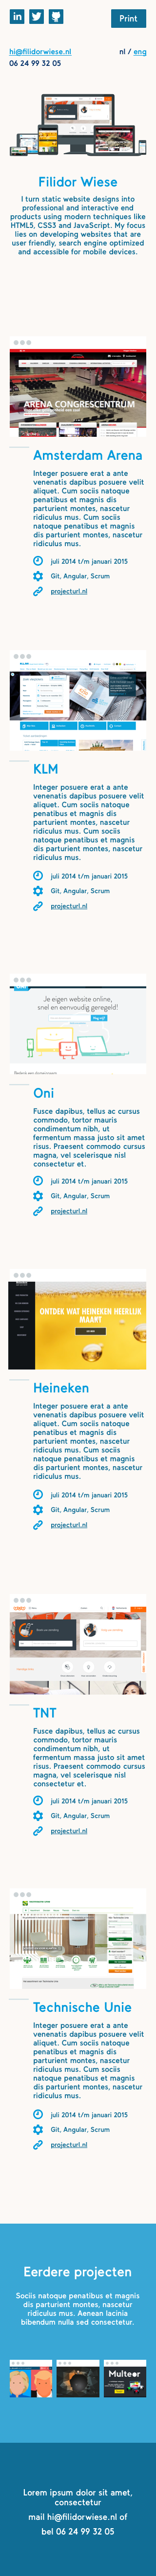 in
Print
hi@filidorwiese.nl
nl / eng
06 24 99 32 05
Filidor Wiese
I turn static website designs into
professional and interactive end
products using modern techniques like
HTML5, CSS3 and JavaScript. My focus
lies on developing websites that are
user friendly, search engine optimized
and accessible for mobile devices.
ARENA CONGRESCENTRUM
Amsterdam Arena
Integer posuere erat a ante
venenatis dapibus posuere velit
aliquet. Cum sociis natoque
penatibus et magnis dis
parturient montes, nascetur
ridiculus mus. Cum sociis
natoque penatibus et magnis
dis parturient montes, nascetur
ridiculus mus.
juli 2014 t/m januari 2015
Git, Angular, Scrum
projecturl.nl
KLM
KLM
Integer posuere erat a ante
venenatis dapibus posuere velit
aliquet. Cum sociis natoque
penatibus et magnis dis
parturient montes, nascetur
ridiculus mus. Cum sociis
natoque penatibus et magnis
dis parturient montes, nascetur
ridiculus mus.
juli 2014 t/m januari 2015
Git, Angular, Scrum
projecturl.nl
Je eigen website online,
snel en eenvoudig geregeld!
Oni
Fusce dapibus, tellus ac cursus
commodo, tortor mauris
condimentum nibh, ut
fermentum massa justo sit amet
risus. Praesent commodo cursus
magna, vel scelerisque nisl
consectetur et.
juli 2014 t/m januari 2015
Git, Angular, Scrum
projecturl.nl
ONTDEK WAT HEINEKEN HEERLIJK
MAAKT
Heineken
Integer posuere erat a ante
venenatis dapibus posuere velit
aliquet. Cum sociis natoque
penatibus et magnis dis
parturient montes, nascetur
ridiculus mus. Cum sociis
natoque penatibus et magnis
dis parturient montes, nascetur
ridiculus mus.
juli 2014 t/m januari 2015
Git, Angular, Scrum
projecturl.nl
TNT
Fusce dapibus, tellus ac cursus
commodo, tortor mauris
condimentum nibh, ut
fermentum massa justo sit amet
risus. Praesent commodo cursus
magna, vel scelerisque nisl
consectetur et.
juli 2014 t/m januari 2015
Git, Angular, Scrum
projecturl.nl
Technische Unie
Integer posuere erat a ante
venenatis dapibus posuere velit
aliquet. Cum sociis natoque
penatibus et magnis dis
parturient montes, nascetur
ridiculus mus. Cum sociis
natoque penatibus et magnis
dis parturient montes, nascetur
ridiculus mus.
juli 2014 t/m januari 2015
Git, Angular, Scrum
projecturl.nl
Eerdere projecten
Sociis natoque penatibus et magnis
dis parturient montes, nascetur
ridiculus mus. Aenean lacinia
bibendum nulla sed consectetur.
Multeor
Lorem ipsum dolor sit amet,
consectetur
mail hi@filidorwiese.nl of
bel 06 24 99 32 05